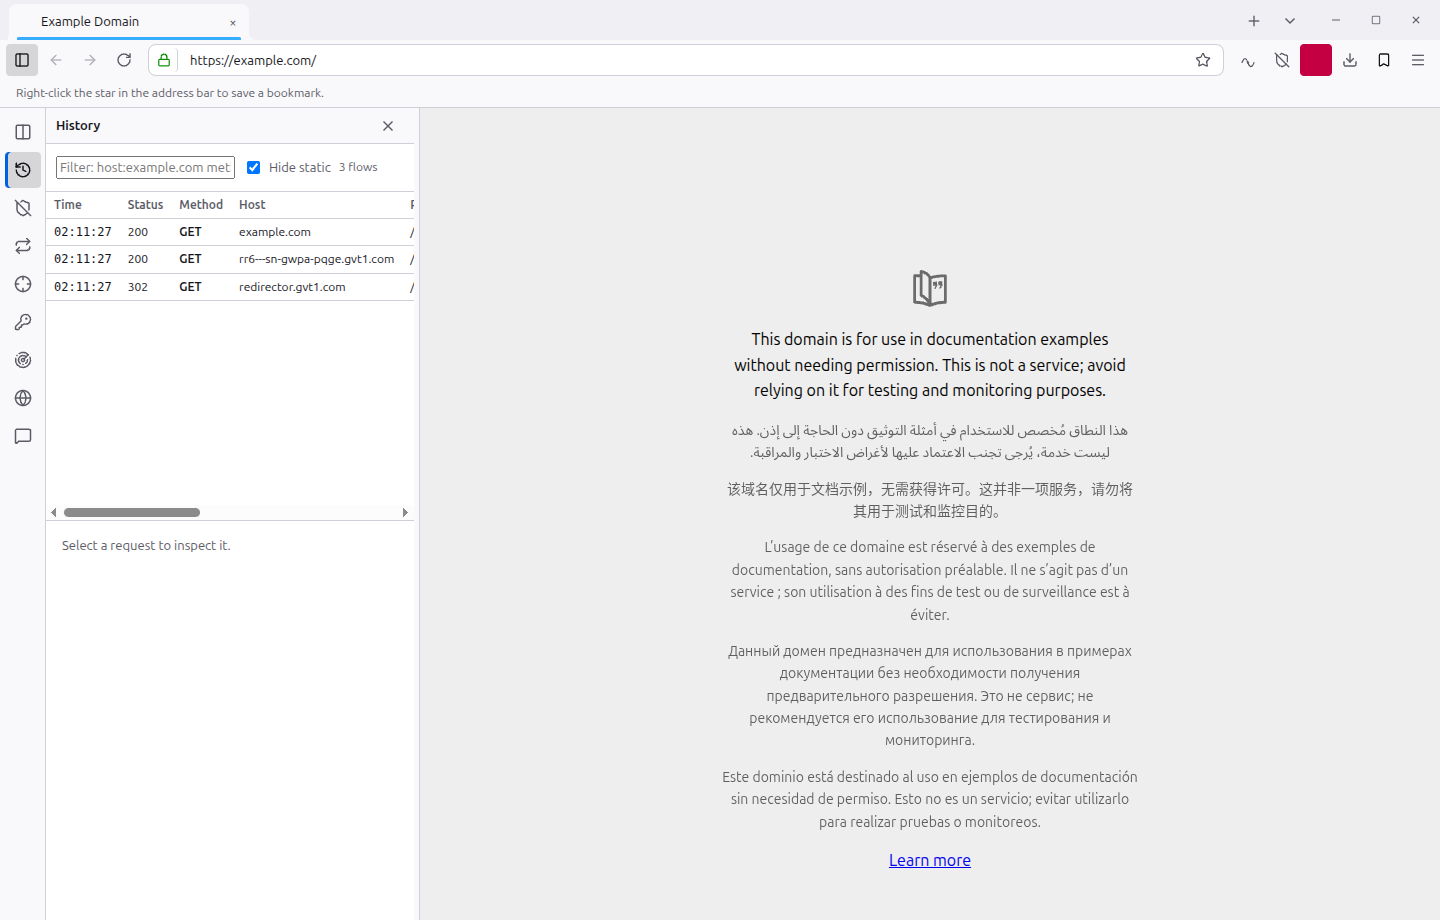 Example Domain
https://example.com/
Right-click the star in the address bar to save a bookmark.
History
Filter: host:example.com met
Hide static
3 flows
Time Status Method Host
02:11:27 200 GET example.com /
02:11:27 200 GET rr6---sn-gwpa-pqge.gvt1.com /
02:11:27 302 GET redirector.gvt1.com /
Select a request to inspect it.
This domain is for use in documentation examples
without needing permission. This is not a service; avoid
relying on it for testing and monitoring purposes.
هذا النطاق مُخصص للاستخدام في أمثلة التوثيق دون الحاجة إلى إذن. هذه
ليست خدمة، يُرجى تجنب الاعتماد عليها لأغراض الاختبار والمراقبة.
该域名仅用于文档示例，无需获得许可。这并非一项服务，请勿将
其用于测试和监控目的。
L’usage de ce domaine est réservé à des exemples de
documentation, sans autorisation préalable. Il ne s’agit pas d’un
service ; son utilisation à des fins de test ou de surveillance est à
éviter.
Данный домен предназначен для использования в примерах
документации без необходимости получения
предварительного разрешения. Это не сервис; не
рекомендуется его использование для тестирования и
мониторинга.
Este dominio está destinado al uso en ejemplos de documentación
sin necesidad de permiso. Esto no es un servicio; evitar utilizarlo
para realizar pruebas o monitoreos.
Learn more